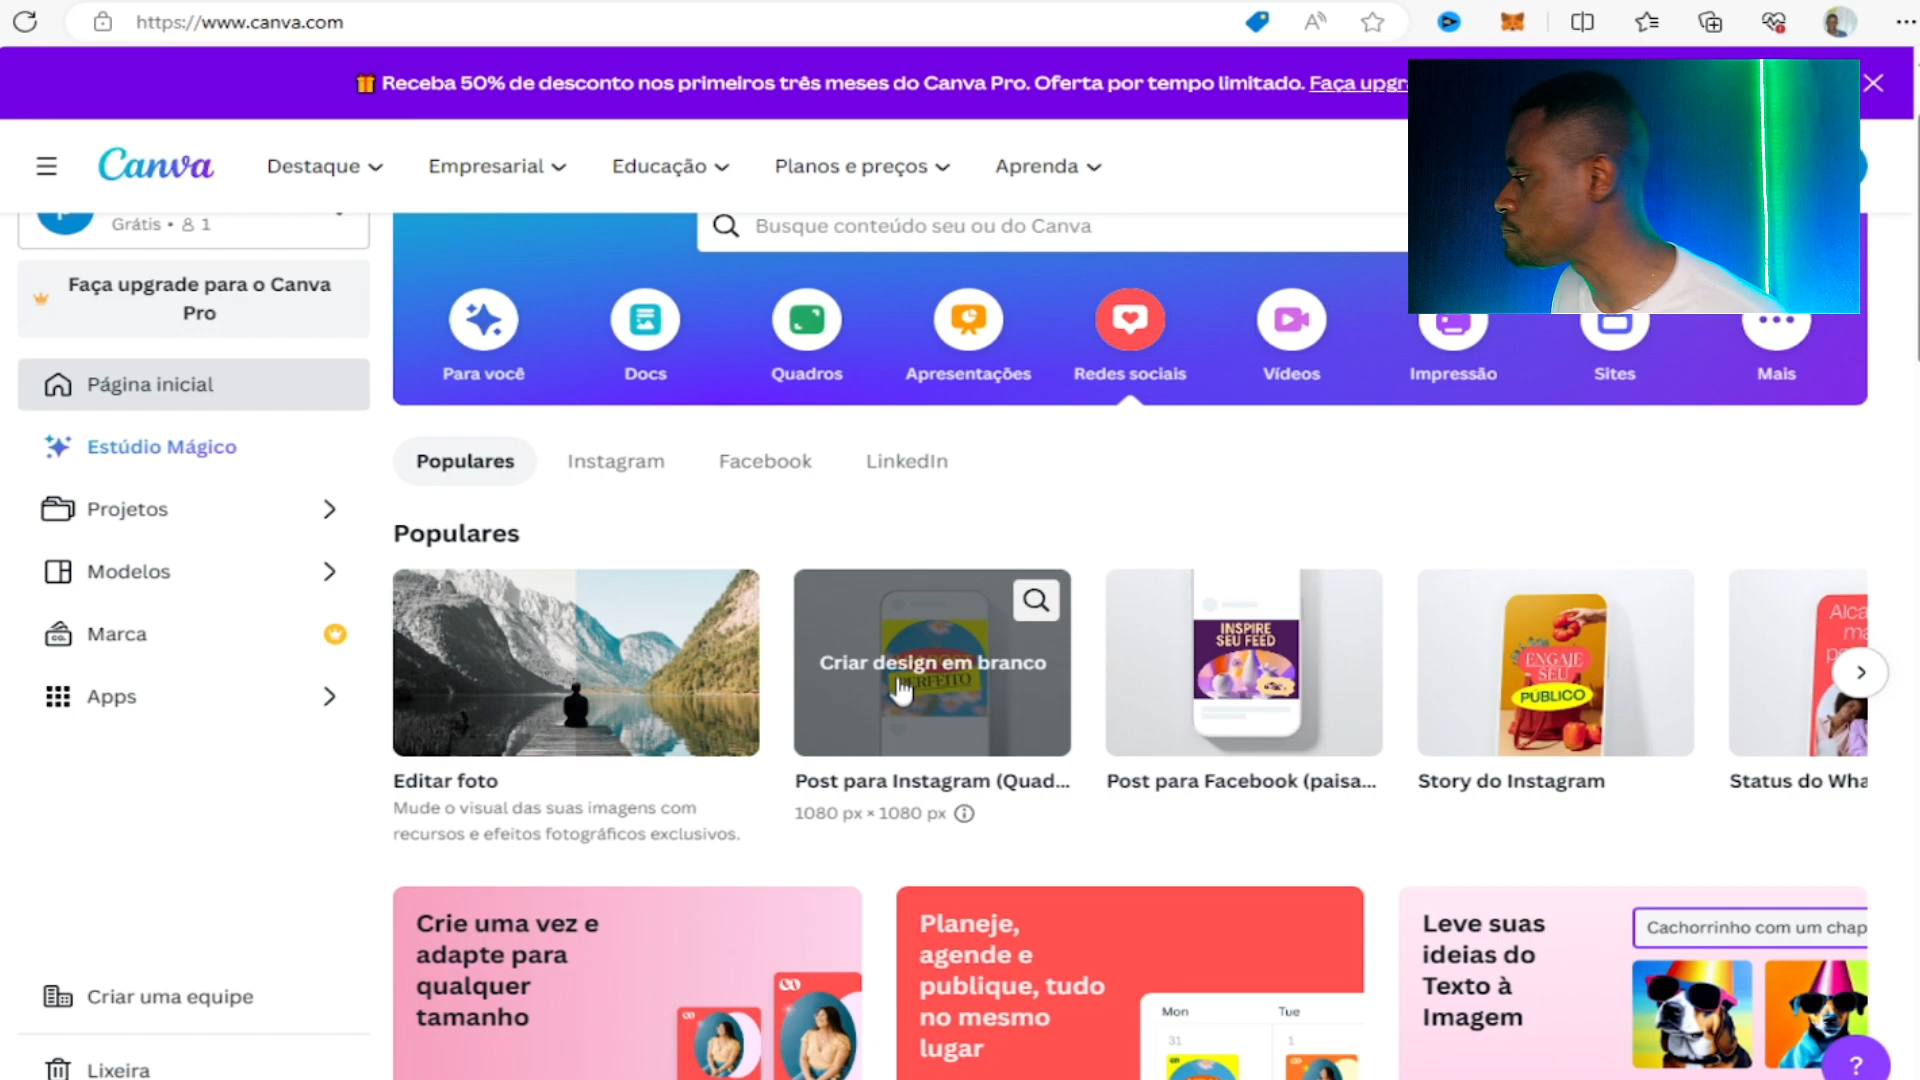 https://www.canva.com
Receba 50% de desconto nos primeiros três meses do Canva Pro. Oferta por tempo limitado. Faça upgr
Canva
Destaque
Empresarial
Educação
Planos e preços
Aprenda
Grátis • 1
Busque conteúdo seu ou do Canva
Faça upgrade para o Canva
Pro
Para você
Docs
Quadros
Apresentações
Redes sociais
Vídeos
Impressão
Sites
Mais
Página inicial
Estúdio Mágico
Projetos
Modelos
Marca
Apps
Populares
Instagram
Facebook
LinkedIn
Populares
Criar design em branco
PERFEITO
INSPIRE
SEU FEED
ENGAJE
SEU
PÚBLICO
Alca
ma
Editar foto
Mude o visual das suas imagens com
recursos e efeitos fotográficos exclusivos.
Post para Instagram (Quad...
1080 px × 1080 px
Post para Facebook (paisa...
Story do Instagram
Status do Wha
Crie uma vez e
adapte para
qualquer
tamanho
Planeje,
agende e
publique, tudo
no mesmo
lugar
Mon
Tue
31
1
Leve suas
ideias do
Texto à
Imagem
Cachorrinho com um chap
Criar uma equipe
Lixeira
?